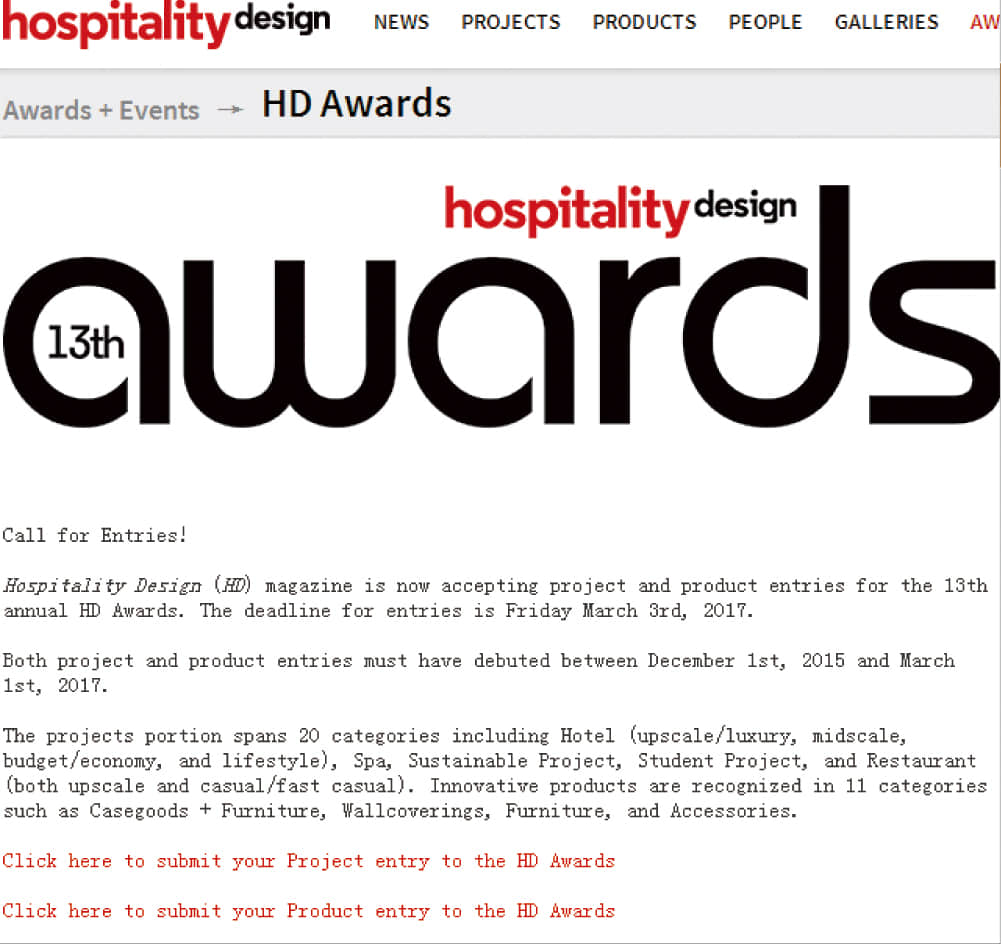 hospitality design NEWS PROJECTS PRODUCTS PEOPLE GALLERIES AW
Awards + Events → HD Awards
hospitality design
13th
awards
Call for Entries!
Hospitality Design (HD) magazine is now accepting project and product entries for the 13th
annual HD Awards. The deadline for entries is Friday March 3rd, 2017.
Both project and product entries must have debuted between December 1st, 2015 and March
1st, 2017.
The projects portion spans 20 categories including Hotel (upscale/luxury, midscale,
budget/economy, and lifestyle), Spa, Sustainable Project, Student Project, and Restaurant
(both upscale and casual/fast casual). Innovative products are recognized in 11 categories
such as Casegoods + Furniture, Wallcoverings, Furniture, and Accessories.
Click here to submit your Project entry to the HD Awards
Click here to submit your Product entry to the HD Awards